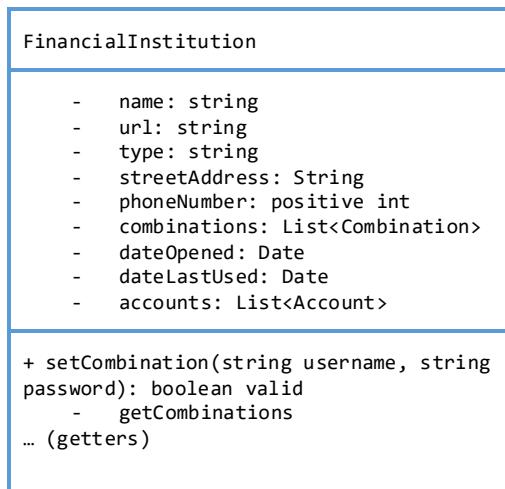 FinancialInstitution
- name: string
- url: string
- type: string
- streetAddress: String
- phoneNumber: positive int
- combinations: List<Combination>
- dateOpened: Date
- dateLastUsed: Date
- accounts: List<Account>
+ setCombination(string username, string
password): boolean valid
- getCombinations
… (getters)